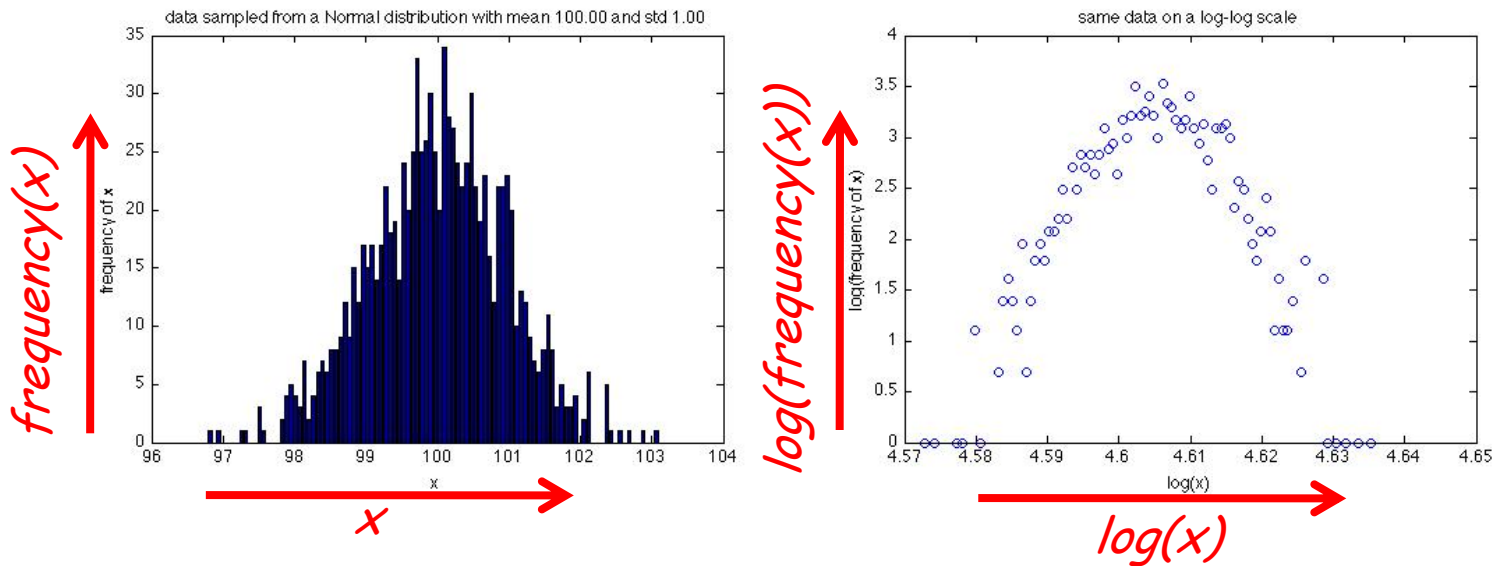 data sampled from a Normal distribution with mean 100.00 and std 1.00
35
30
25
20
15
10
5
0
frequency of x
frequency(x)
96 97 98 99 100 101 102 103 104
x
x
same data on a log-log scale
4
3.5
3
2.5
2
1.5
1
0.5
0
log(frequency of x)
log(frequency(x))
4.57 4.58 4.59 4.6 4.61 4.62 4.63 4.64 4.65
log(x)
log(x)